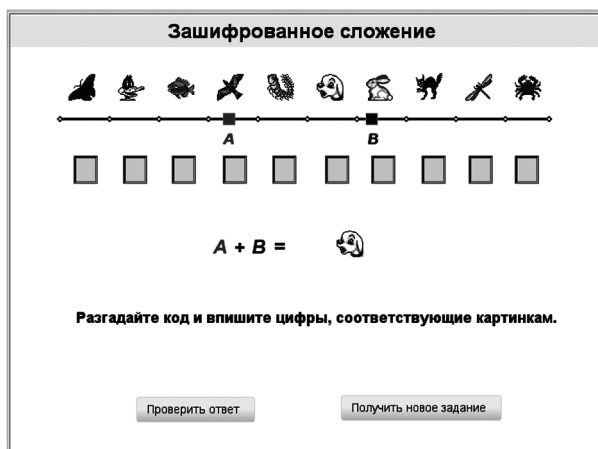 Зашифрованное сложение
A B
A + B =
Разгадайте код и впишите цифры, соответствующие картинкам.
Проверить ответ Получить новое задание